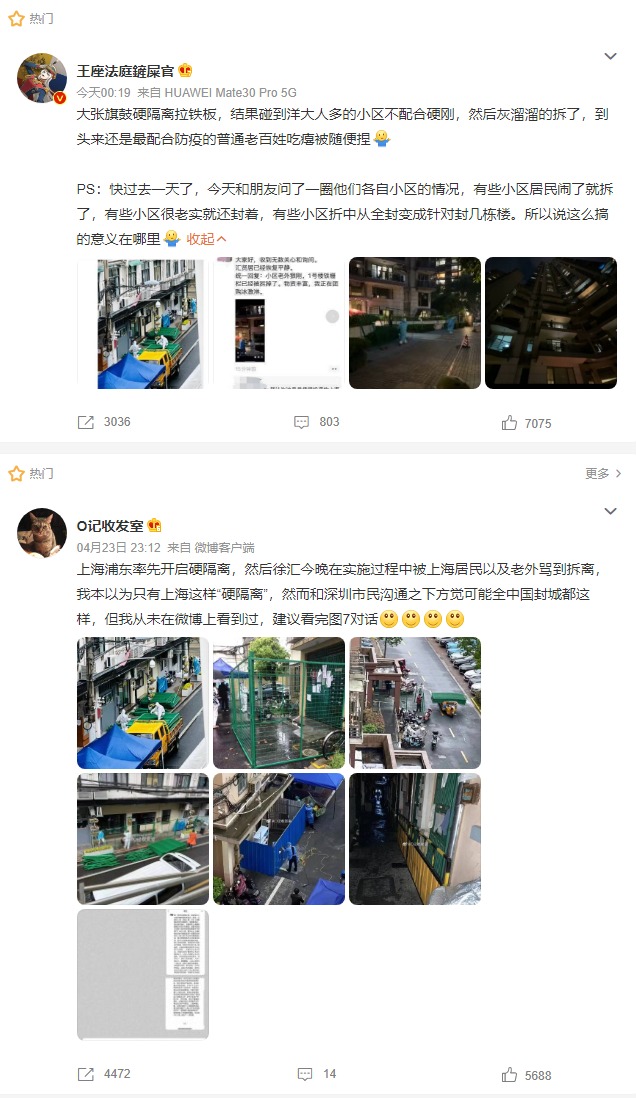 热门
王座法庭鏟屎官
今天00:19 来自 HUAWEI Mate30 Pro 5G
大张旗鼓硬隔离拉铁板，结果碰到洋大人多的小区不配合硬刚，然后灰溜溜的拆了，到
头来还是最配合防疫的普通老百姓吃瘪被随便捏
PS：快过去一天了，今天和朋友问了一圈他们各自小区的情况，有些小区居民闹了就拆
了，有些小区很老实就还封着，有些小区折中从全封变成针对封几栋楼。所以说这么搞
的意义在哪里 收起
大家好，收到无数关心和询问。
汇贤居已经恢复平静。
统一回复：小区老外狠刚，1号楼铁栅
栏已经被拆掉了。物资丰富，我正在团
购冰激淋。
3036
803
7075
热门
更多
O记收发室
04月23日 23:12 来自 微博客户端
上海浦东率先开启硬隔离，然后徐汇今晚在实施过程中被上海居民以及老外骂到拆离，
我本以为只有上海这样“硬隔离”，然而和深圳市民沟通之下方觉可能全中国封城都这
样，但我从未在微博上看到过，建议看完图7对话
4472
14
5688